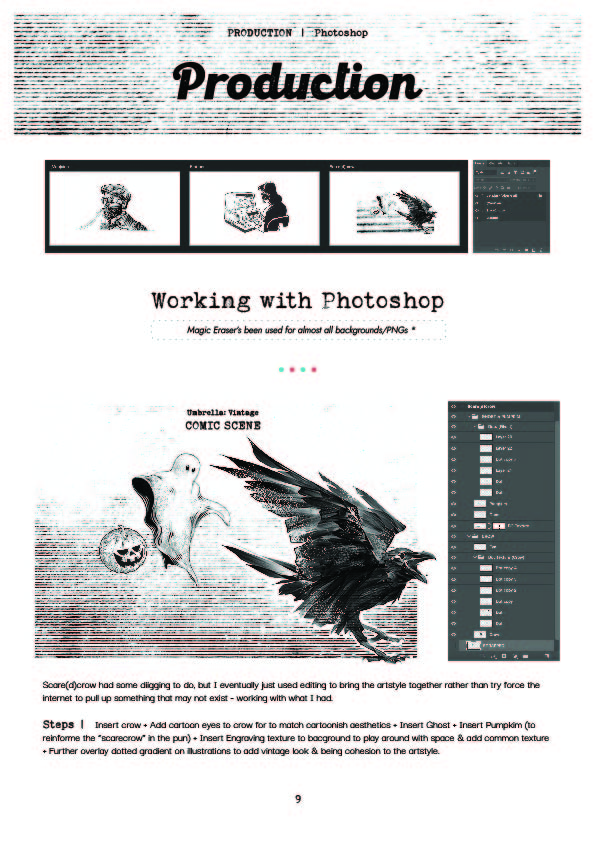 PRODUCTION | Photoshop
Production
Working with Photoshop
Magic Eraser's been used for almost all backgrounds/PNGs *
Umbrella: Vintage
COMIC SCENE
Layer
Layer
Layer
Scare(d)crow had some diigging to do, but I eventually just used editing to bring the artstyle together rather than try force the
internet to pull up something that may not exist - working with what I had.
Steps | Insert crow + Add cartoon eyes to crow for to match cartoonish aesthetics + Insert Ghost + Insert Pumpkim (to
reinforme the "scarecrow" in the pun) + Insert Engraving texture to bacground to play around with space & add common texture
+ Further overlay dotted gradient on illustrations to add vintage look & being cohesion to the artstyle.
9